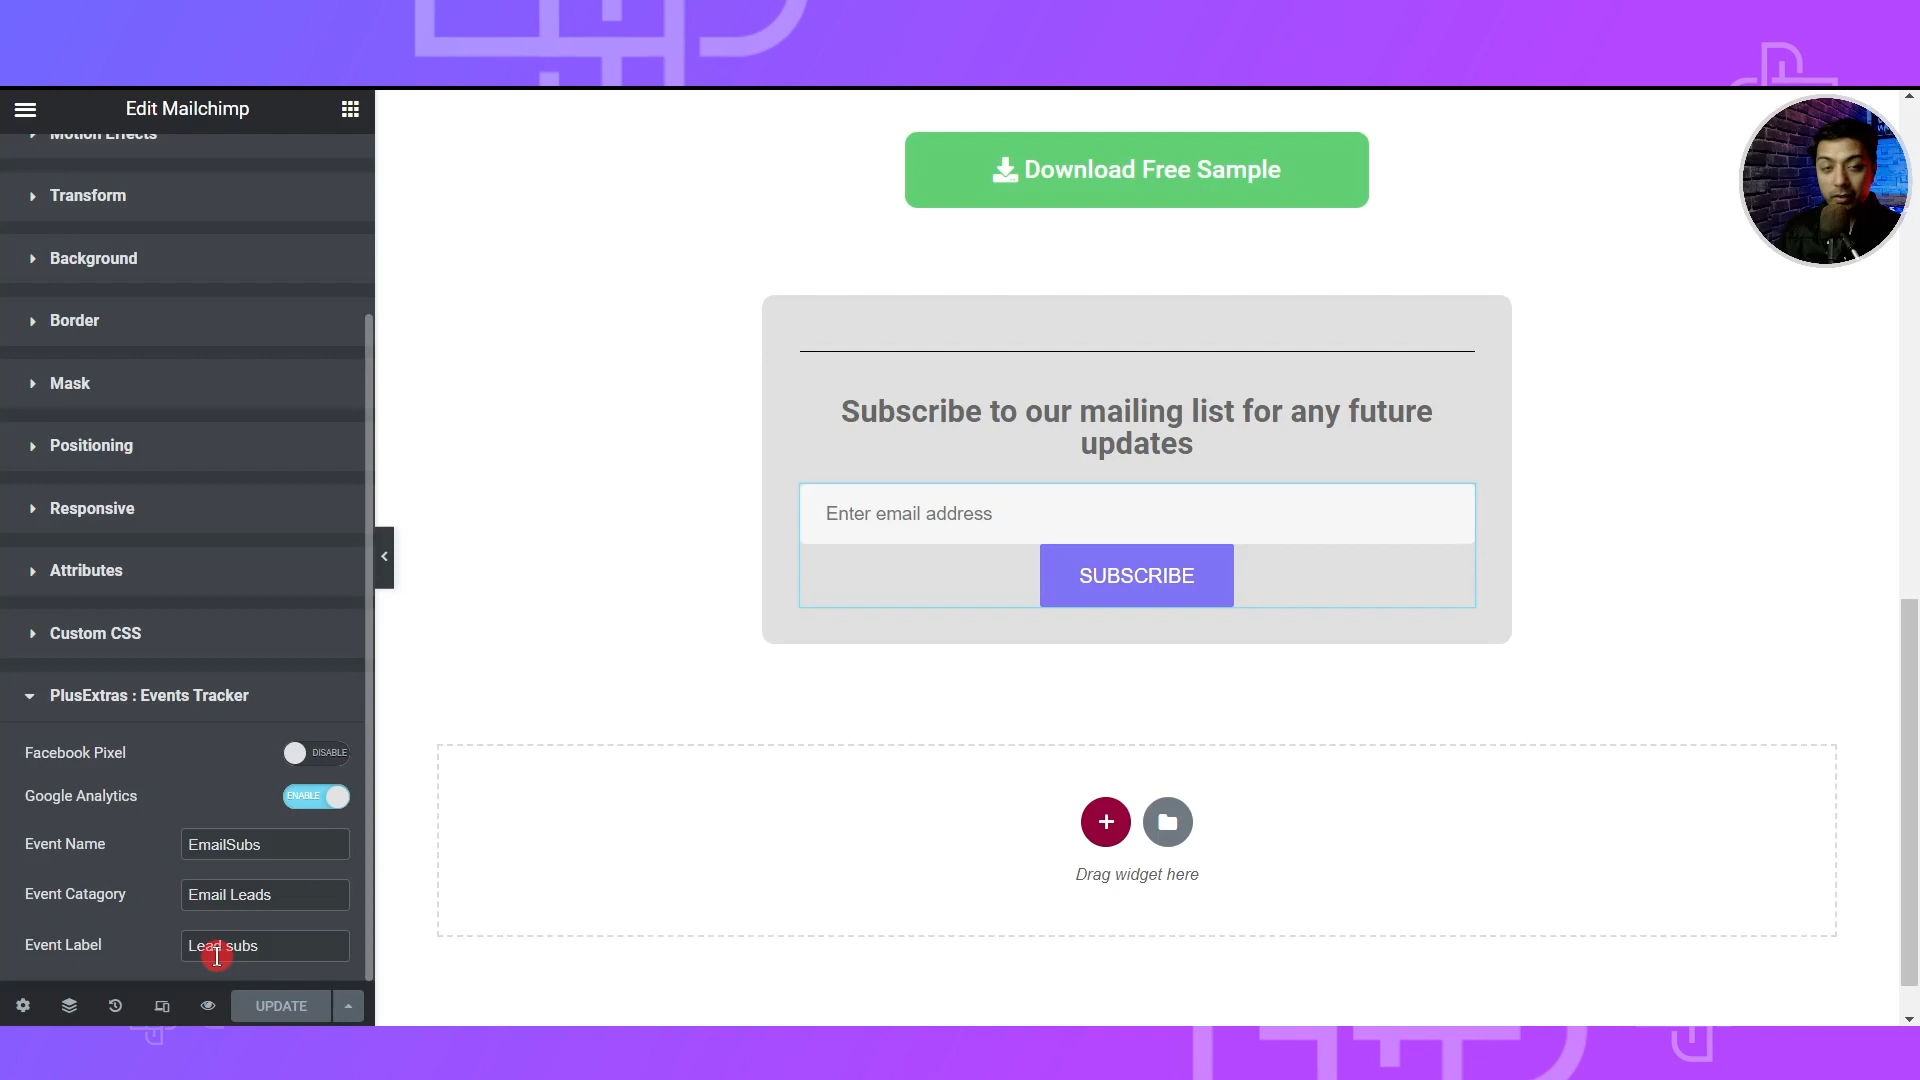 Edit Mailchimp
Motion Effects
Transform
Background
Border
Mask
Positioning
Responsive
Attributes
Custom CSS
PlusExtras : Events Tracker
Facebook Pixel
DISABLE
Google Analytics
ENABLE
Event Name
EmailSubs
Event Catagory
Email Leads
Event Label
Lead subs
UPDATE
Download Free Sample
Subscribe to our mailing list for any future
updates
Enter email address
SUBSCRIBE
Drag widget here